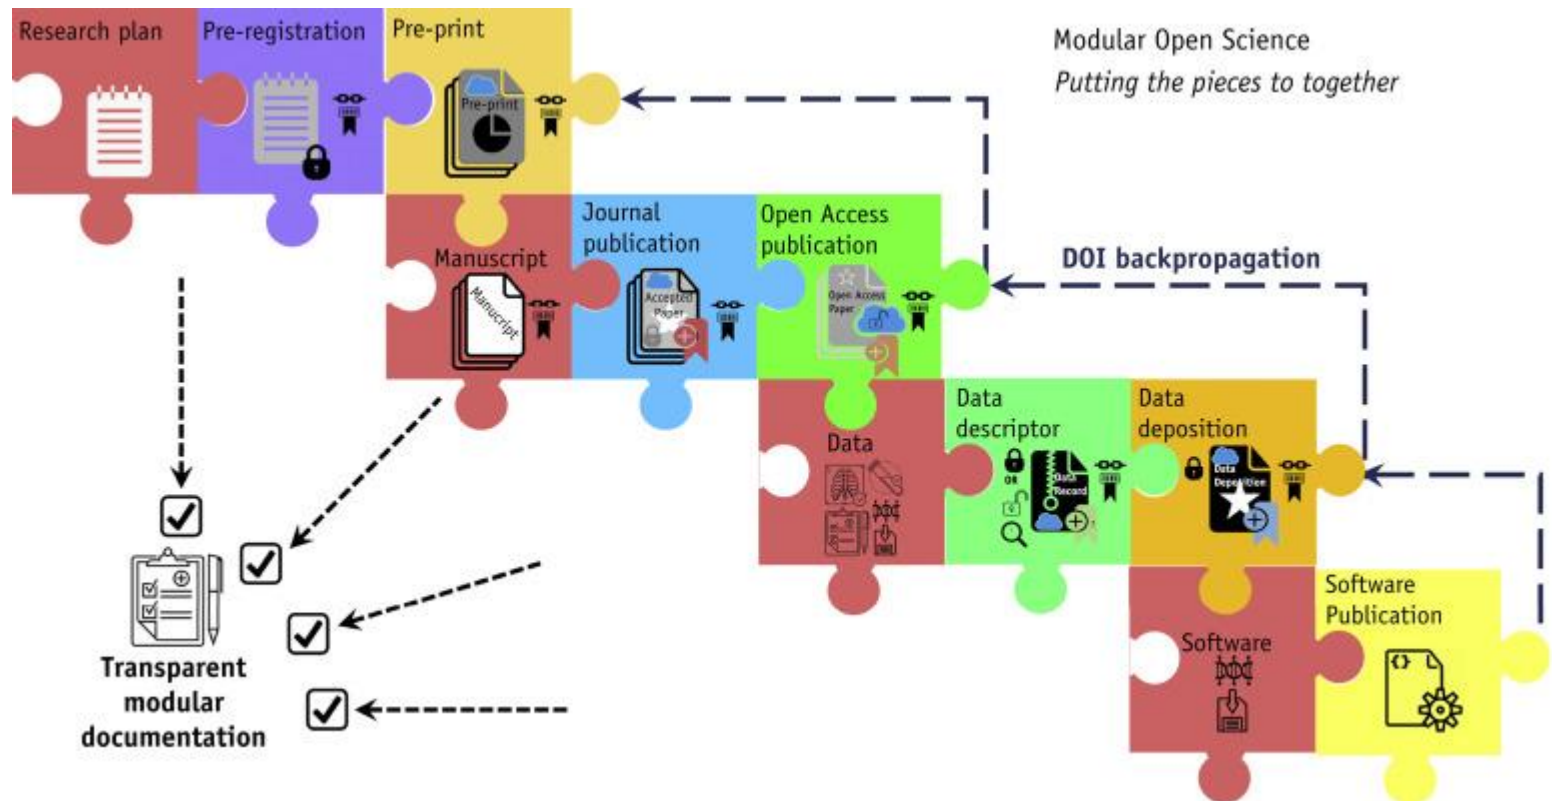 Research plan
Pre-registration
Pre-print
Modular Open Science
Putting the pieces to together
Pre-print
Journal
publication
Open Access
publication
Manuscript
DOI backpropagation
Manucript
Accepted
Paper
Open Access
Paper
Data
descriptor
Data
deposition
Data
OR
Data
Record
Data
Deposition
Software
Publication
Software
{}
Transparent
modular
documentation